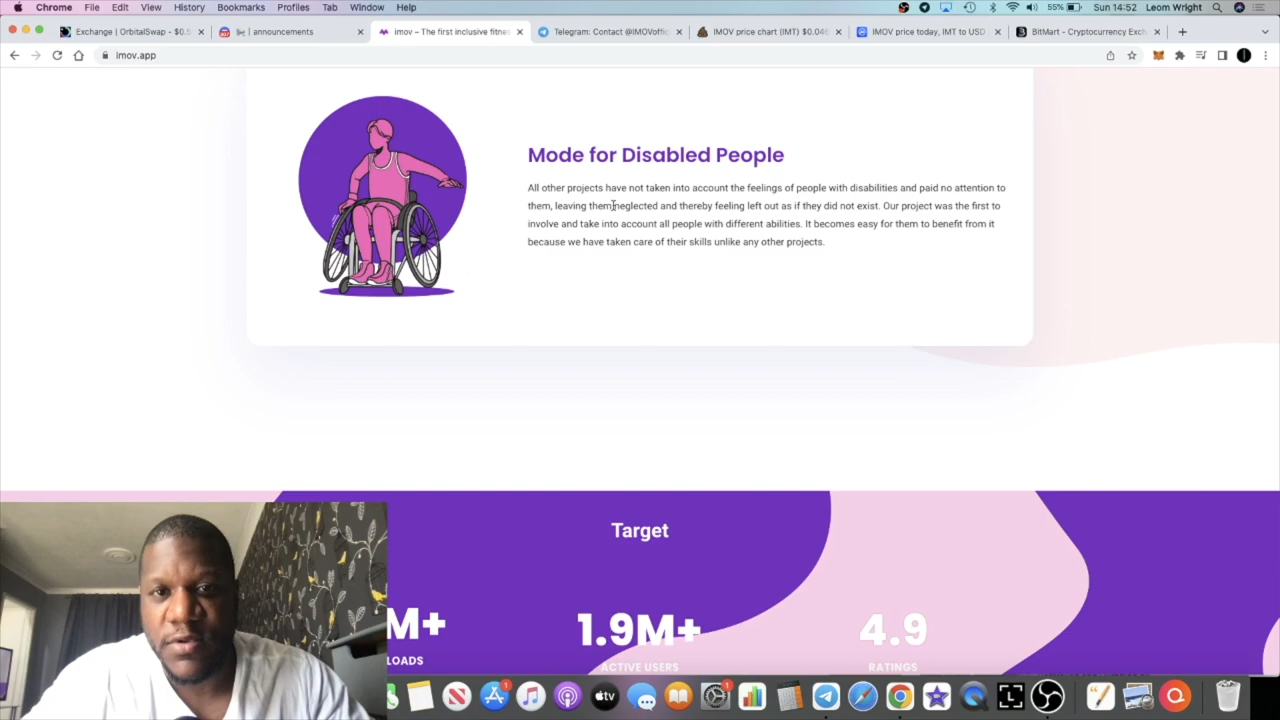 Chrome File Edit View History Bookmarks Profiles Tab Window Help 55% Sun 14:52 Leom Wright
Exchange | OrbitalSwap - $0.5
| announcements
imov – The first inclusive fitne
Telegram: Contact @IMOVoffic
IMOV price chart (IMT) $0.046
IMOV price today, IMT to USD
BitMart - Cryptocurrency Exch
imov.app
Mode for Disabled People
All other projects have not taken into account the feelings of people with disabilities and paid no attention to
them, leaving them neglected and thereby feeling left out as if they did not exist. Our project was the first to
involve and take into account all people with different abilities. It becomes easy for them to benefit from it
because we have taken care of their skills unlike any other projects.
Target
M+
1.9M+
4.9
LOADS
ACTIVE USERS
RATINGS
tv